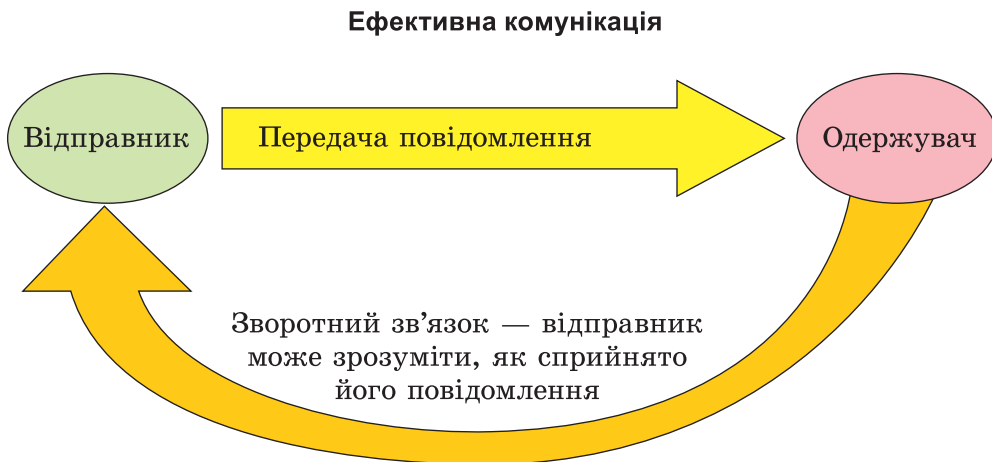 Ефективна комунікація
Відправник
Передача повідомлення
Одержувач
Зворотний зв’язок — відправник
може зрозуміти, як сприйнято
його повідомлення